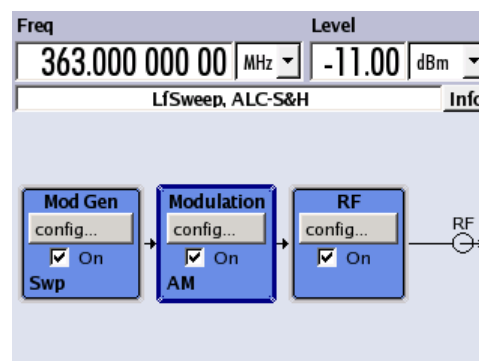 Freq Level
363.000 000 00 MHz -11.00 dBm
LfSweep, ALC-S&H Info
Mod Gen Modulation RF
config... config... config... RF
On On On
Swp AM